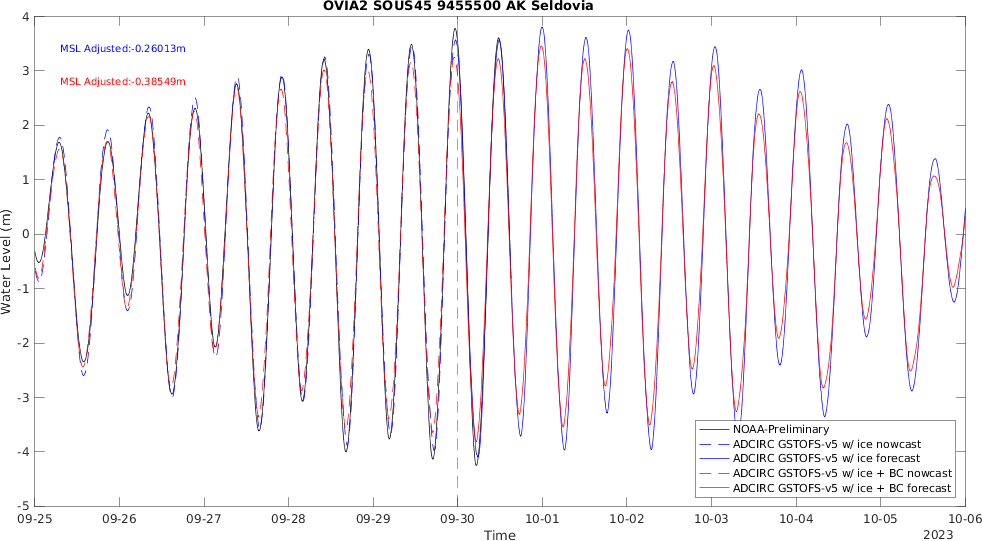 OVIA2 SOUS45 9455500 AK Seldovia
MSL Adjusted:-0.26013m
MSL Adjusted:-0.38549m
Water Level (m)
4
3
2
1
0
-1
-2
-3
-4
-5
NOAA-Preliminary
ADCIRC GSTOFS-v5 w/ ice nowcast
ADCIRC GSTOFS-v5 w/ ice forecast
ADCIRC GSTOFS-v5 w/ ice + BC nowcast
ADCIRC GSTOFS-v5 w/ ice + BC forecast
09-25 09-26 09-27 09-28 09-29 09-30 10-01 10-02 10-03 10-04 10-05 10-06
Time
2023